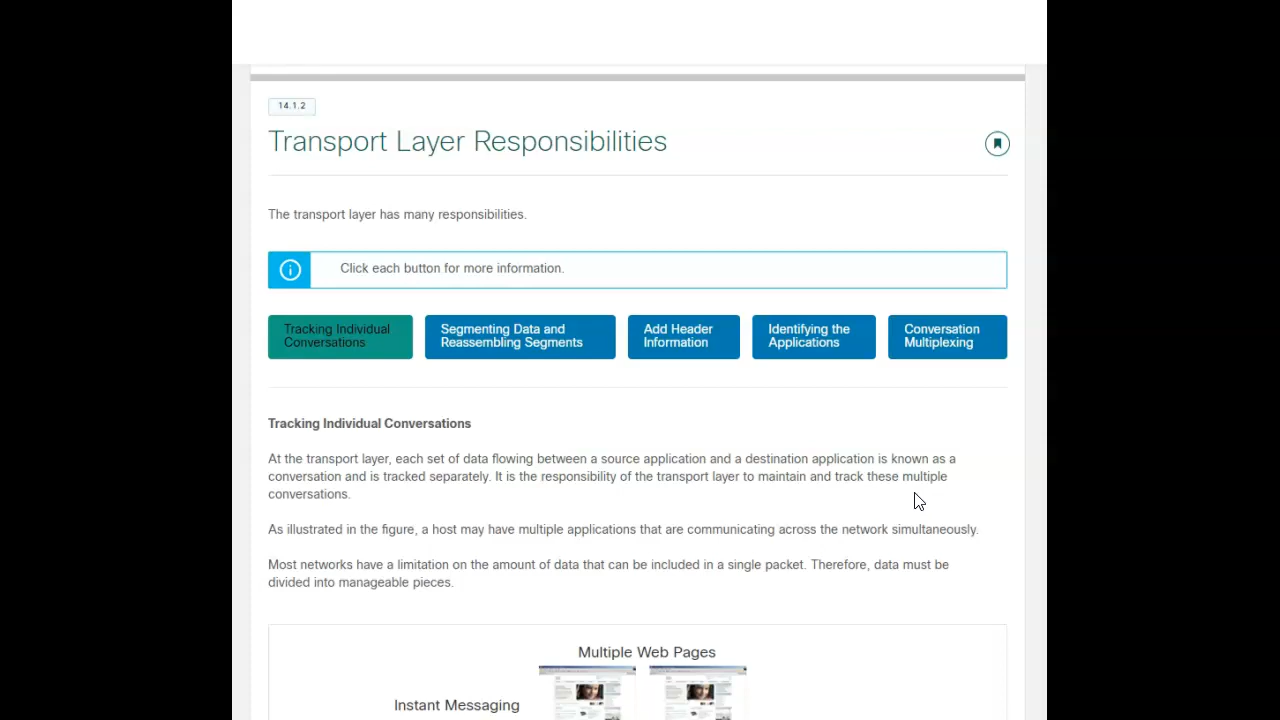 14.1.2
Transport Layer Responsibilities
The transport layer has many responsibilities.
Click each button for more information.
Tracking Individual
Conversations
Segmenting Data and
Reassembling Segments
Add Header
Information
Identifying the
Applications
Conversation
Multiplexing
Tracking Individual Conversations
At the transport layer, each set of data flowing between a source application and a destination application is known as a
conversation and is tracked separately. It is the responsibility of the transport layer to maintain and track these multiple
conversations.
As illustrated in the figure, a host may have multiple applications that are communicating across the network simultaneously.
Most networks have a limitation on the amount of data that can be included in a single packet. Therefore, data must be
divided into manageable pieces.
Multiple Web Pages
Instant Messaging